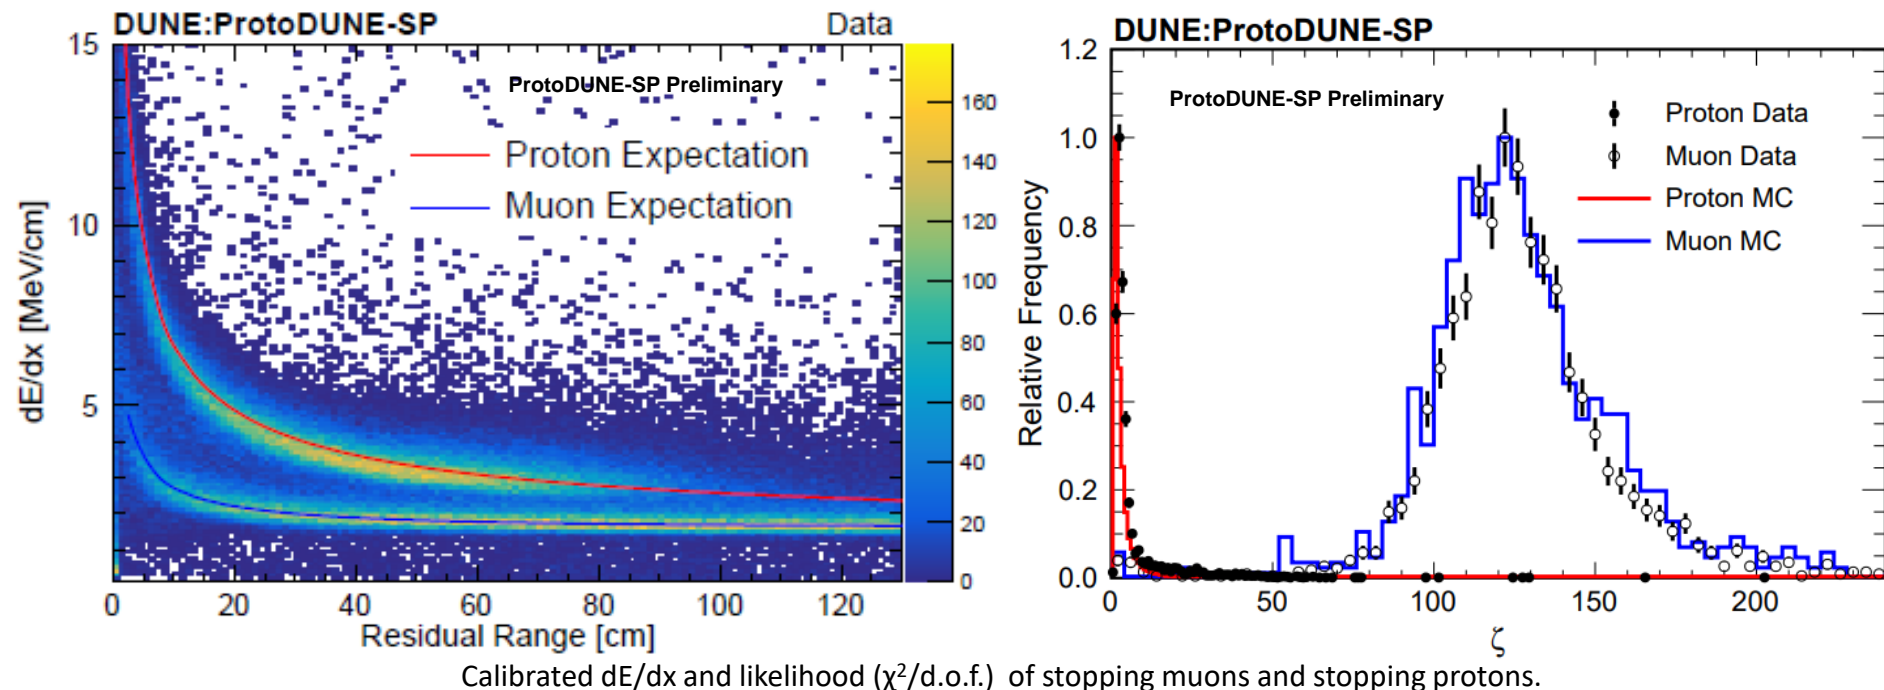 DUNE:ProtoDUNE-SP Data
15
10
5
dE/dx [MeV/cm]
ProtoDUNE-SP Preliminary
Proton Expectation
Muon Expectation
160
140
120
100
80
60
40
20
0
0 20 40 60 80 100 120
Residual Range [cm]
DUNE:ProtoDUNE-SP
1.2
1.0
0.8
0.6
0.4
0.2
0.0
Relative Frequency
ProtoDUNE-SP Preliminary
Proton Data
Muon Data
Proton MC
Muon MC
0 50 100 150 200
ζ
Calibrated dE/dx and likelihood (χ²/d.o.f.) of stopping muons and stopping protons.